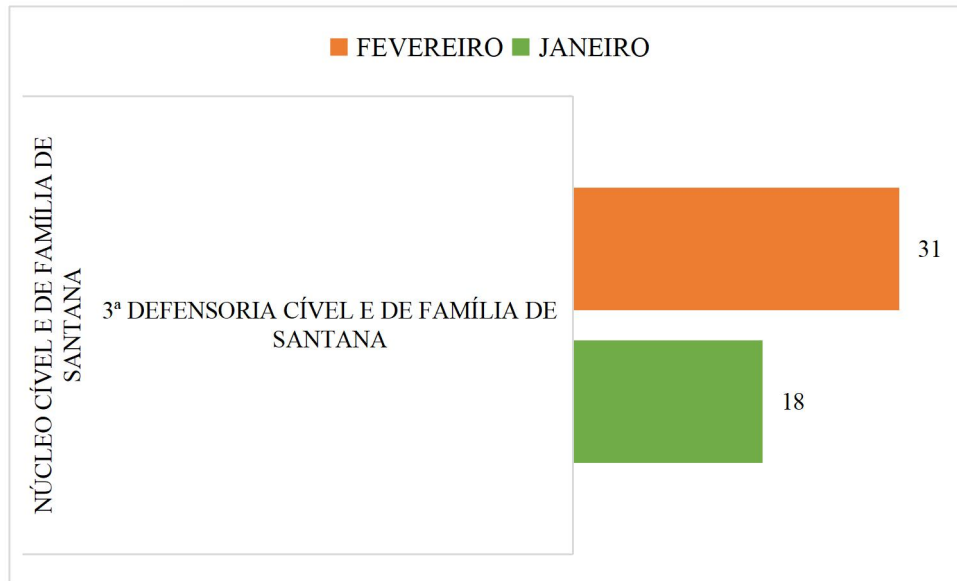 FEVEREIRO JANEIRO
NÚCLEO CÍVEL E DE FAMÍLIA DE
SANTANA
3ª DEFENSORIA CÍVEL E DE FAMÍLIA DE
SANTANA
31
18